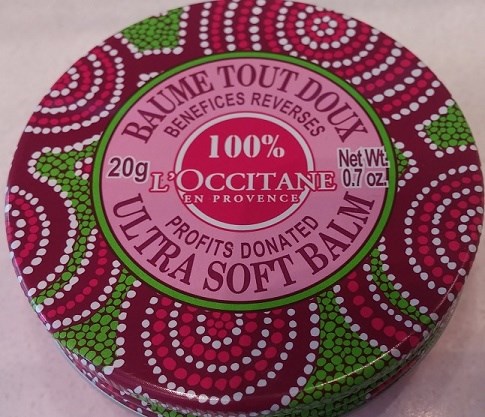 BAUME TOUT DOUX
BENEFICES REVERSES
100%
20g
L'OCCITANE
EN PROVENCE
Net Wt.
0.7 oz.
PROFITS DONATED
ULTRA SOFT BALM